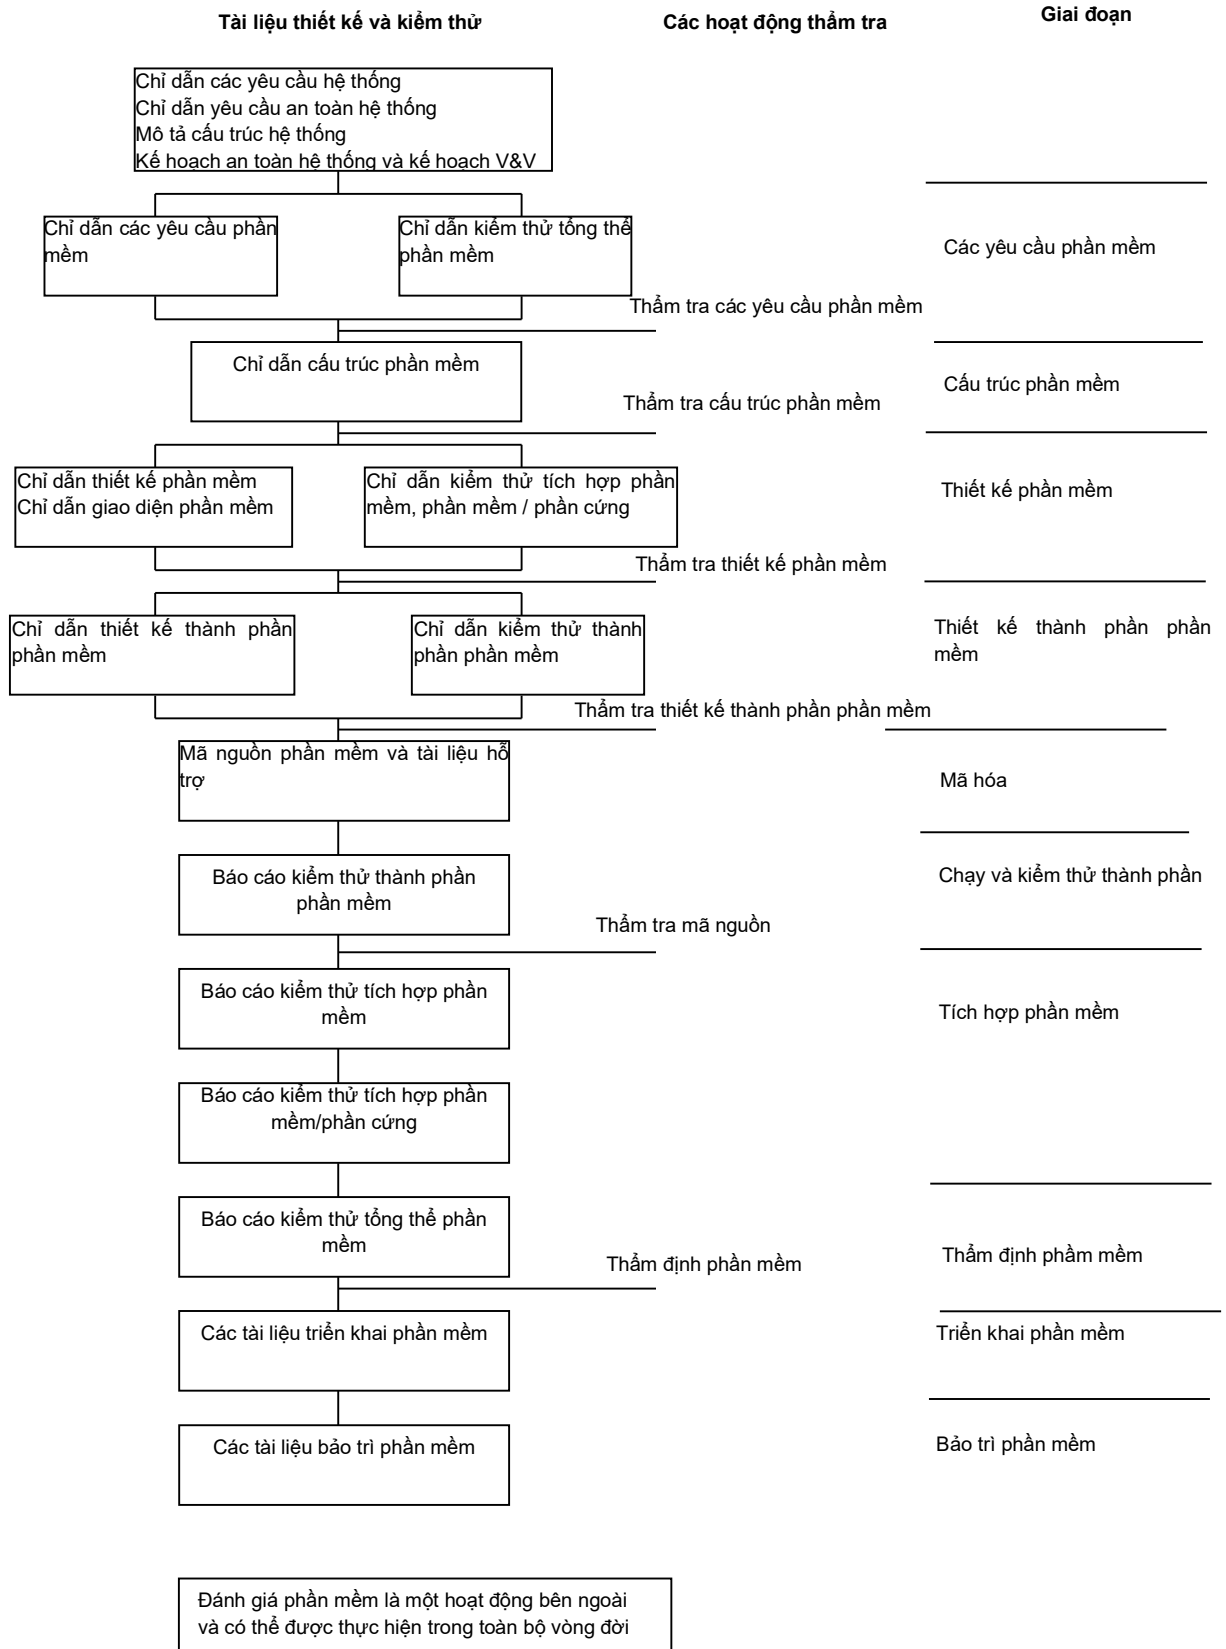 Tài liệu thiết kế và kiểm thử
Các hoạt động thẩm tra
Giai đoạn
Chỉ dẫn các yêu cầu hệ thống
Chỉ dẫn yêu cầu an toàn hệ thống
Mô tả cấu trúc hệ thống
Kế hoạch an toàn hệ thống và kế hoạch V&V
Chỉ dẫn các yêu cầu phần
mềm
Chỉ dẫn kiểm thử tổng thể
phần mềm
Các yêu cầu phần mềm
Thẩm tra các yêu cầu phần mềm
Chỉ dẫn cấu trúc phần mềm
Cấu trúc phần mềm
Thẩm tra cấu trúc phần mềm
Chỉ dẫn thiết kế phần mềm
Chỉ dẫn giao diện phần mềm
Chỉ dẫn kiểm thử tích hợp phần
mềm, phần mềm / phần cứng
Thiết kế phần mềm
Thẩm tra thiết kế phần mềm
Chỉ dẫn thiết kế thành phần
phần mềm
Chỉ dẫn kiểm thử thành
phần phần mềm
Thiết kế thành phần phần
mềm
Thẩm tra thiết kế thành phần phần mềm
Mã nguồn phần mềm và tài liệu hỗ
trợ
Mã hóa
Báo cáo kiểm thử thành phần
phần mềm
Chạy và kiểm thử thành phần
Thẩm tra mã nguồn
Báo cáo kiểm thử tích hợp phần
mềm
Tích hợp phần mềm
Báo cáo kiểm thử tích hợp phần
mềm/phần cứng
Báo cáo kiểm thử tổng thể phần
mềm
Thẩm định phần mềm
Thẩm định phầm mềm
Các tài liệu triển khai phần mềm
Triển khai phần mềm
Các tài liệu bảo trì phần mềm
Bảo trì phần mềm
Đánh giá phần mềm là một hoạt động bên ngoài
và có thể được thực hiện trong toàn bộ vòng đời